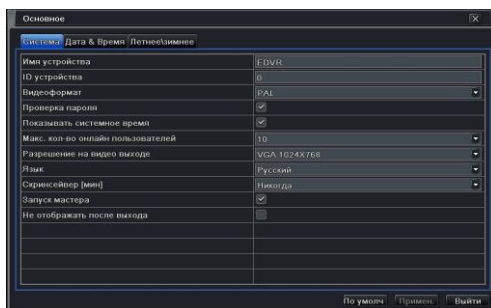 Основное
Система Дата & Время Летнее\зимнее
Имя устройства EDVR
ID устройства 0
Видеоформат PAL
Проверка пароля
Показывать системное время
Макс. кол-во онлайн пользователей 10
Разрешение на видео выходе VGA 1024X768
Язык Русский
Скринсейвер [мин] Никогда
Запуск мастера
Не отображать после выхода
По умолч Примен. Выйти